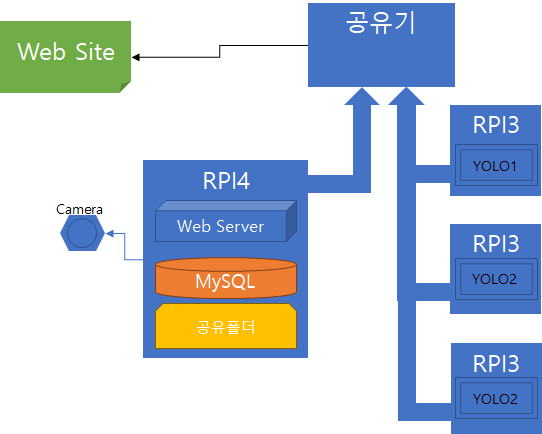 공유기
Web Site
RPI3
YOLO1
RPI4
Web Server
Camera
RPI3
YOLO2
MySQL
공유폴더
RPI3
YOLO2